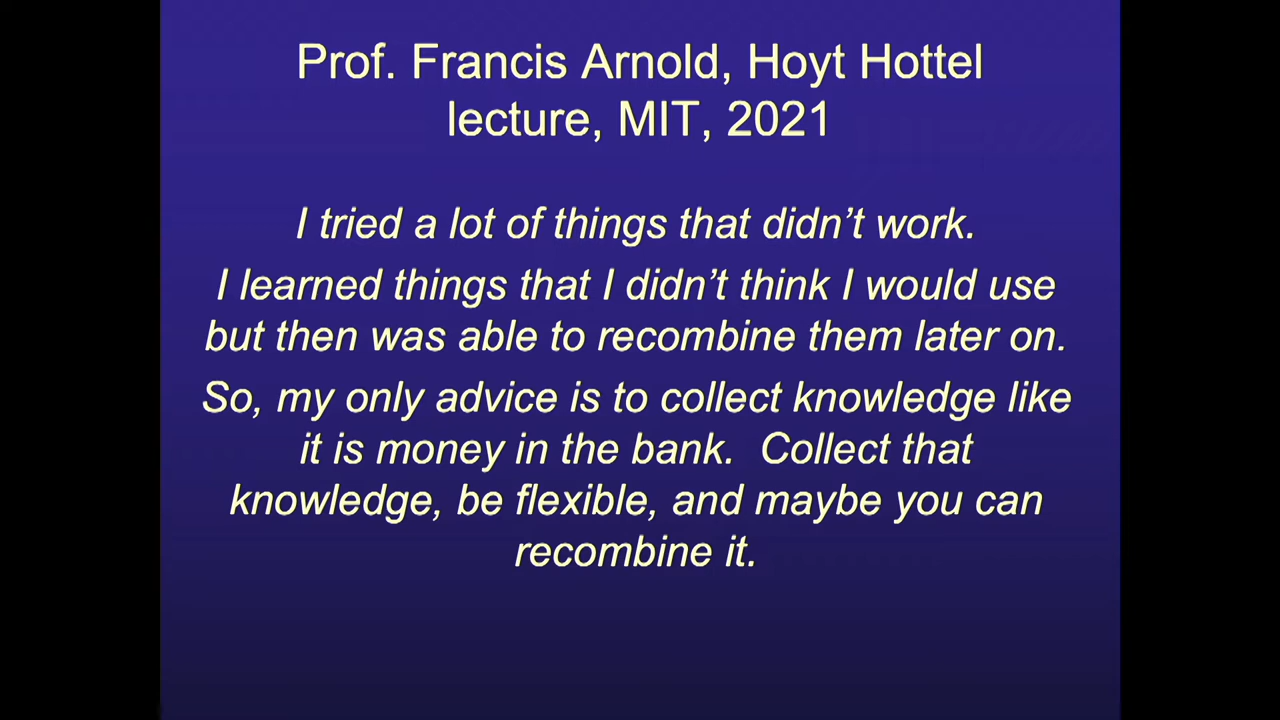 Prof. Francis Arnold, Hoyt Hottel
lecture, MIT, 2021
I tried a lot of things that didn’t work.
I learned things that I didn’t think I would use
but then was able to recombine them later on.
So, my only advice is to collect knowledge like
it is money in the bank.  Collect that
knowledge, be flexible, and maybe you can
recombine it.